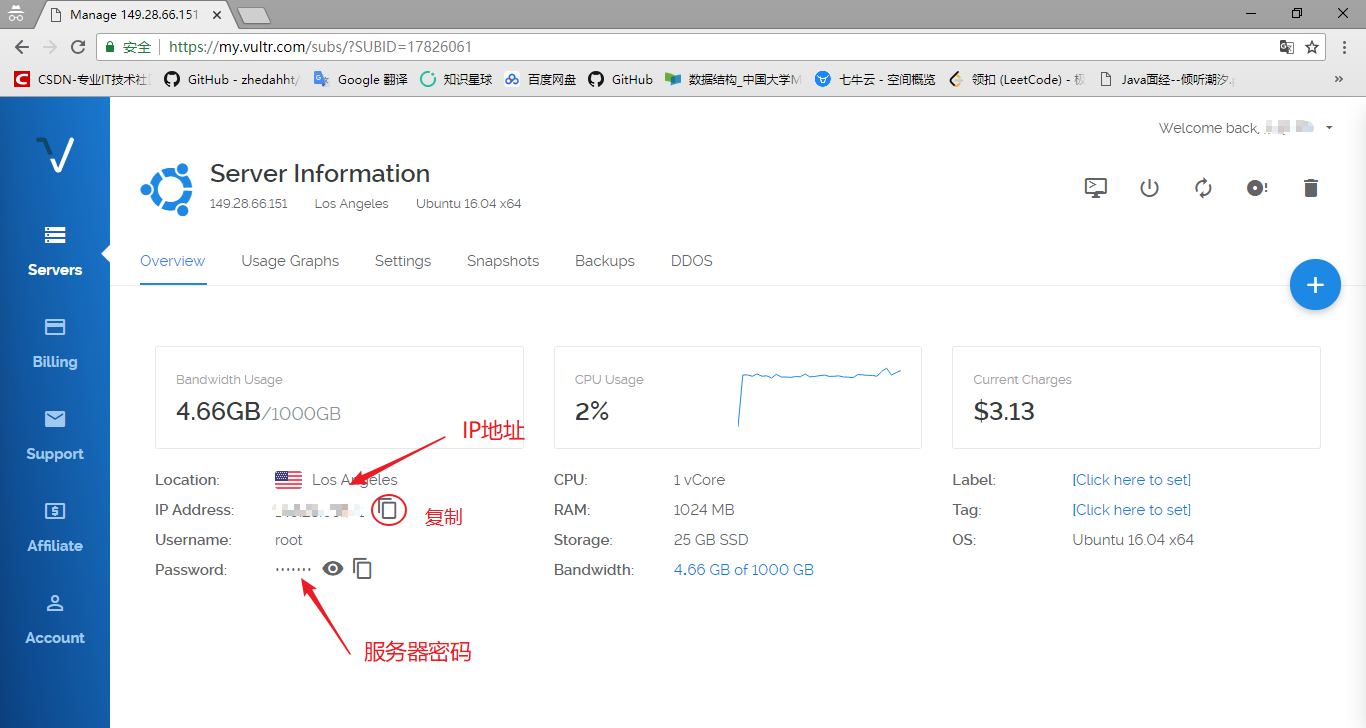 Manage 149.28.66.151
安全 https://my.vultr.com/subs/?SUBID=17826061
CSDN-专业IT技术社 GitHub - zhedahht/ Google 翻译 知识星球 百度网盘 GitHub 数据结构_中国大学M 七牛云 - 空间概览 领扣 (LeetCode) - 极 Java面经--倾听潮汐
Welcome back,
Server Information
149.28.66.151 Los Angeles Ubuntu 16.04 x64
Overview Usage Graphs Settings Snapshots Backups DDOS
Servers
Billing
Support
Affiliate
Account
Bandwidth Usage
4.66GB/1000GB
CPU Usage
2%
Current Charges
$3.13
IP地址
Location: Los Angeles
IP Address:
复制
Username: root
Password: ·······
服务器密码
CPU: 1 vCore
RAM: 1024 MB
Storage: 25 GB SSD
Bandwidth: 4.66 GB of 1000 GB
Label: [Click here to set]
Tag: [Click here to set]
OS: Ubuntu 16.04 x64